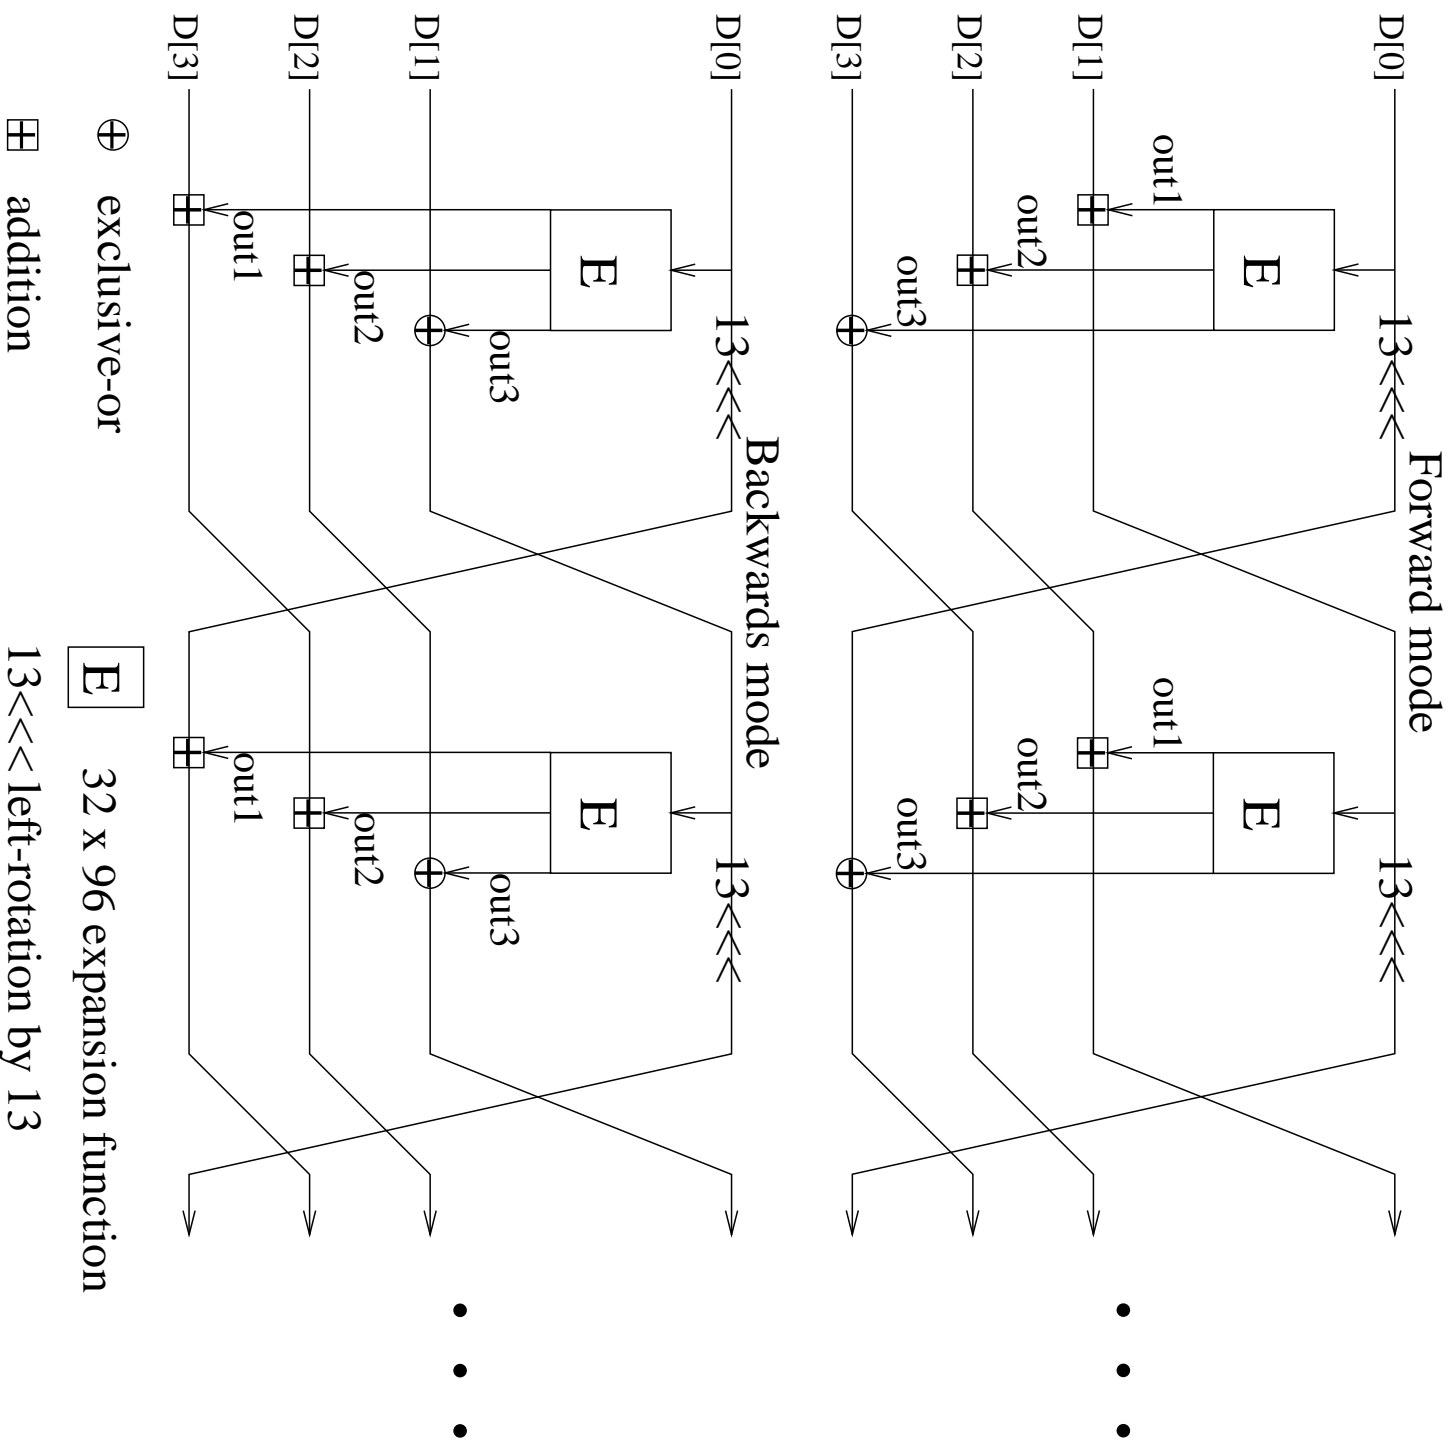 Forward mode
D[0]
13<<<
13<<<
E
E
out1
out1
D[1]
out2
out2
D[2]
out3
out3
D[3]
Backwards mode
D[0]
13<<<
13<<<
E
E
out3
out3
D[1]
out2
out2
D[2]
out1
out1
D[3]
exclusive-or
E 32 x 96 expansion function
addition
13<<< left-rotation by 13